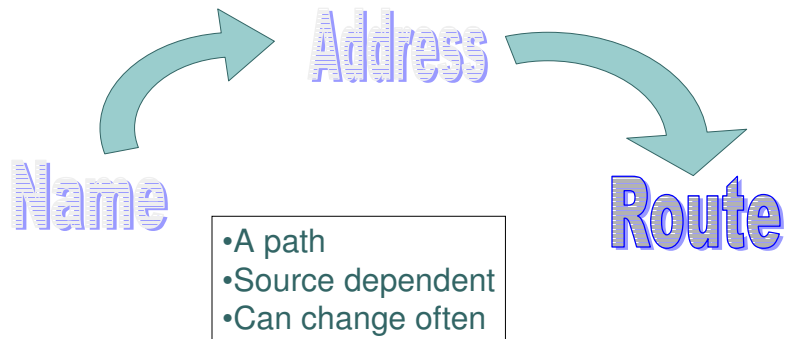 Address
Name
Route
•A path
•Source dependent
•Can change often